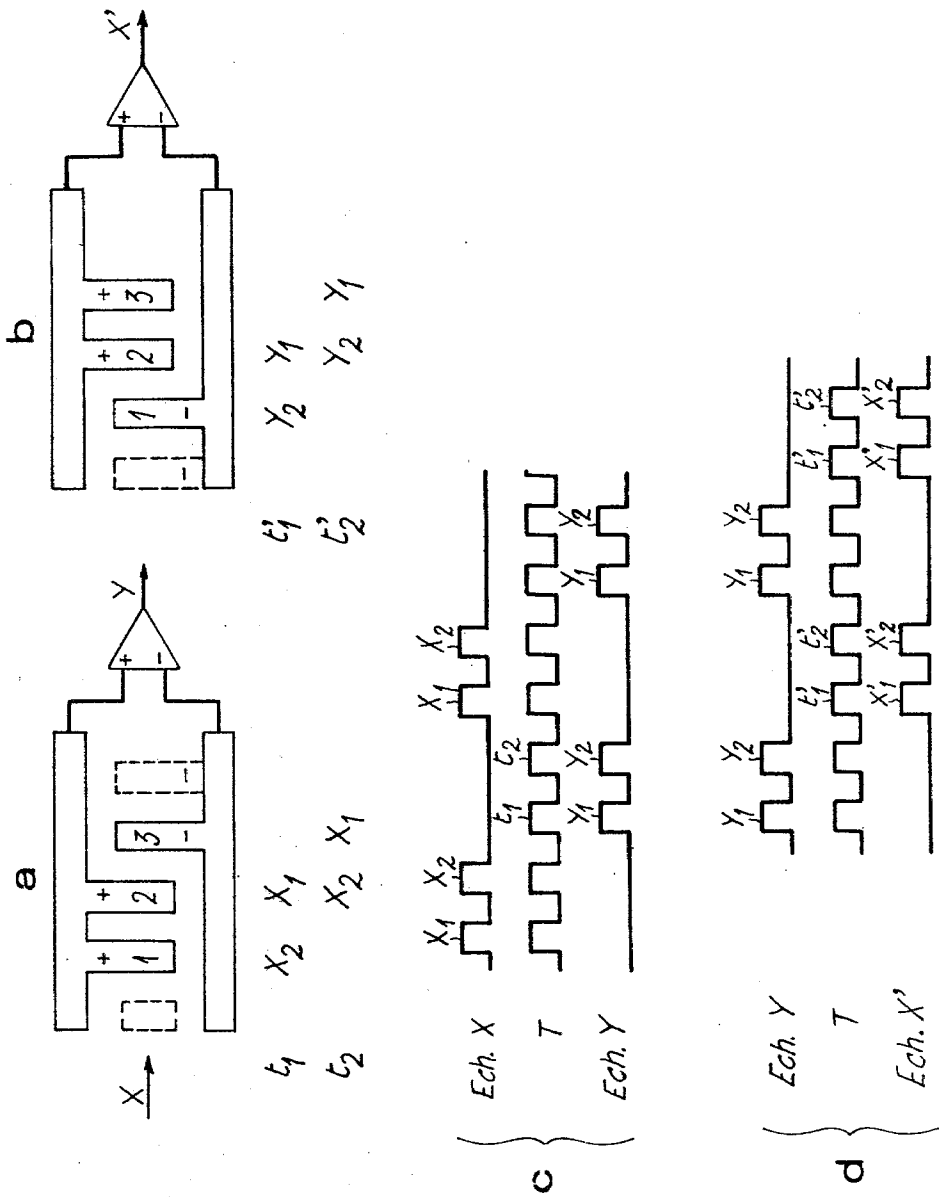 a
X
+
1
+
2
3
−
−
+
−
Y
t₁ X₂ X₁
t₂ X₂ X₁
b
−
1
−
+
2
+
3
+
−
X'
t'₁ Y₂ Y₁
t'₂ Y₂ Y₁
c
Ech. X X₁ X₂ X₁ X₂
T t₁ t₂
Ech. Y Y₁ Y₂ Y₁ Y₂
d
Ech. Y Y₁ Y₂ Y₁ Y₂
T t'₁ t'₂ t'₁ t'₂
Ech. X' X'₁ X'₂ X'₁ X'₂